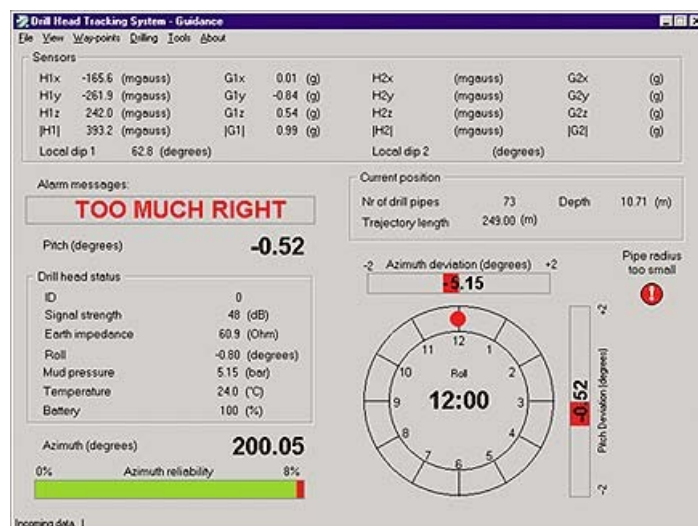 Drill Head Tracking System - Guidance
File View Way-points Drilling Tools About
Sensors
H1x -165.6 (mgauss) G1x 0.01 (g) H2x (mgauss) G2x (g)
H1y -261.9 (mgauss) G1y -0.84 (g) H2y (mgauss) G2y (g)
H1z 242.0 (mgauss) G1z 0.54 (g) H2z (mgauss) G2z (g)
|H1| 393.2 (mgauss) |G1| 0.99 (g) |H2| (mgauss) |G2| (g)
Local dip 1 62.8 (degrees) Local dip 2 (degrees)
Alarm messages:
TOO MUCH RIGHT
Current position
Nr of drill pipes 73 Depth 10.71 (m)
Trajectory length 249.00 (m)
Pitch (degrees) -0.52
Drill head status
ID 0
Signal strength 48 (dB)
Earth impedance 60.9 (Ohm)
Roll -0.80 (degrees)
Mud pressure 5.15 (bar)
Temperature 24.0 (°C)
Battery 100 (%)
Azimuth (degrees) 200.05
0% Azimuth reliability 8%
-2 Azimuth deviation (degrees) +2
-5.15
Pipe radius
too small
12
11 1
10 Roll 2
9 12:00 3
8 4
7 5
6
+2
-0.52
Pitch Deviation (degrees)
-2
Incoming data